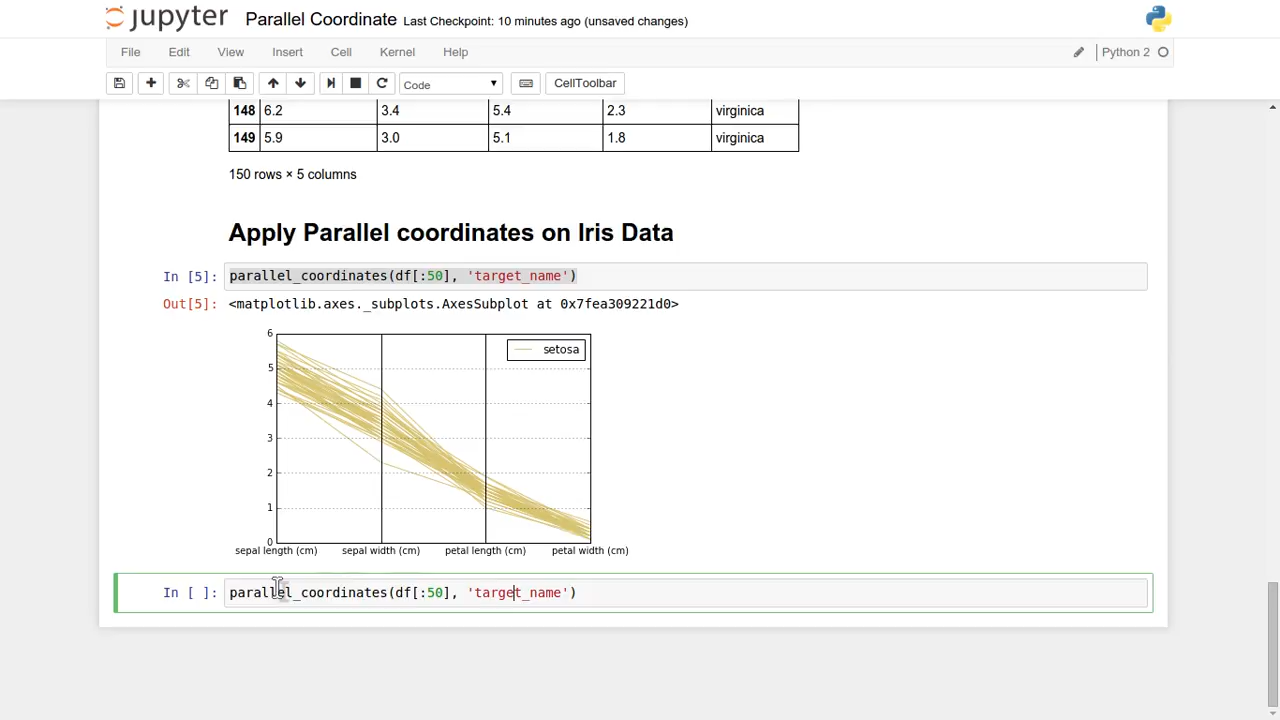 jupyter Parallel Coordinate Last Checkpoint: 10 minutes ago (unsaved changes)
File Edit View Insert Cell Kernel Help Python 2
Code CellToolbar
148 6.2 3.4 5.4 2.3 virginica
149 5.9 3.0 5.1 1.8 virginica
150 rows × 5 columns
Apply Parallel coordinates on Iris Data
In [5]: parallel_coordinates(df[:50], 'target_name')
Out[5]: <matplotlib.axes._subplots.AxesSubplot at 0x7fea309221d0>
6
setosa
5
4
3
2
1
0
sepal length (cm) sepal width (cm) petal length (cm) petal width (cm)
In [ ]: parallel_coordinates(df[:50], 'target_name')